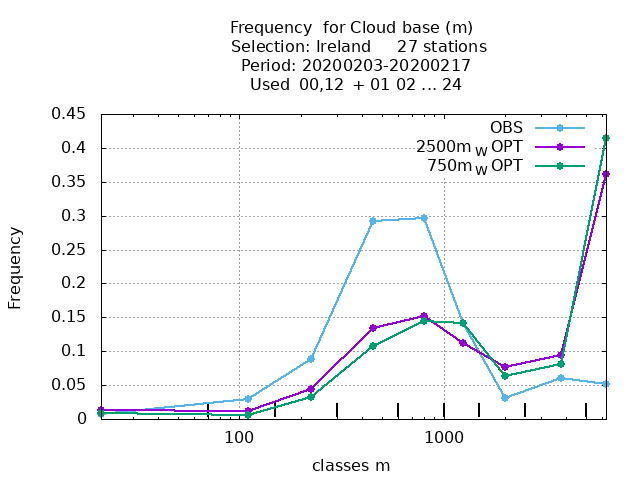 Frequency for Cloud base (m)
Selection: Ireland 27 stations
Period: 20200203-20200217
Used 00,12 + 01 02 ... 24
OBS
2500m W OPT
750m W OPT
0.45
0.4
0.35
0.3
0.25
0.2
0.15
0.1
0.05
0
Frequency
100
1000
classes m